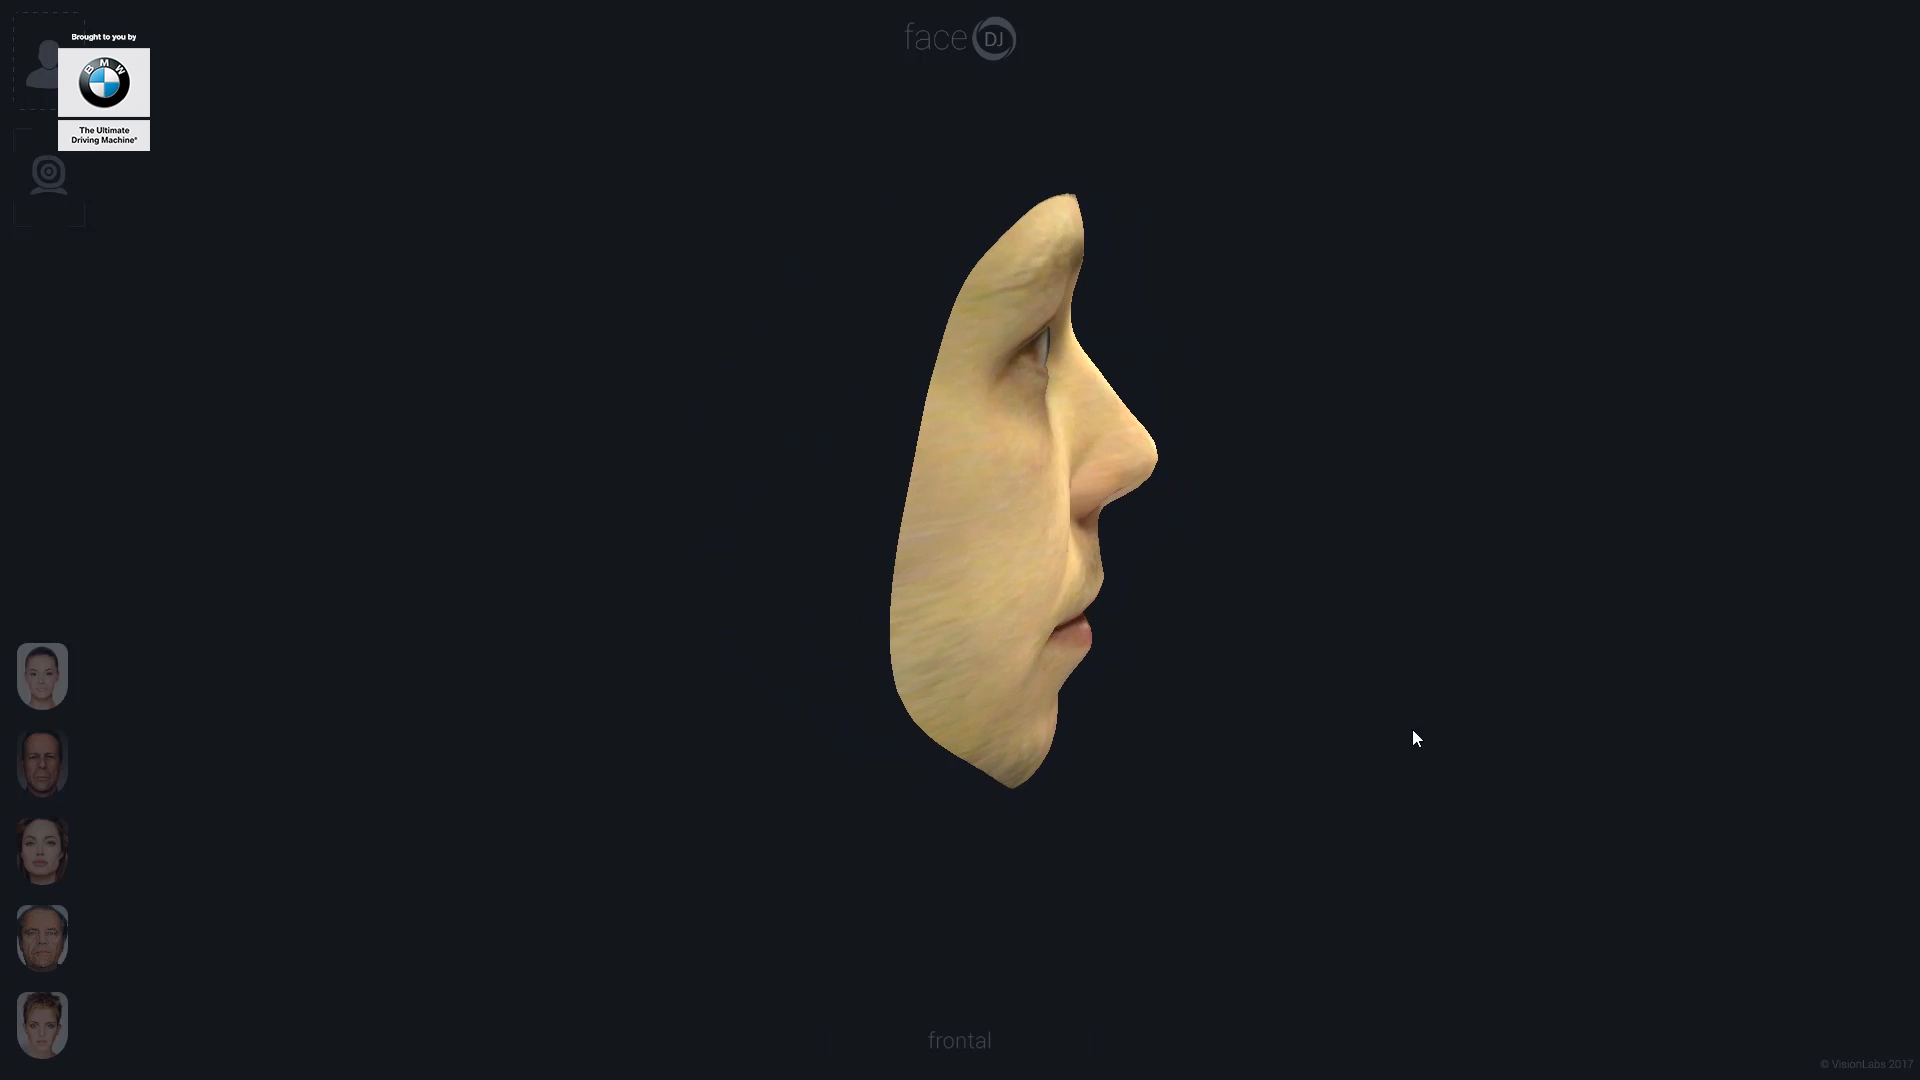 Brought to you by
BMW
The Ultimate
Driving Machine®
face DJ
frontal
© VisionLabs 2017